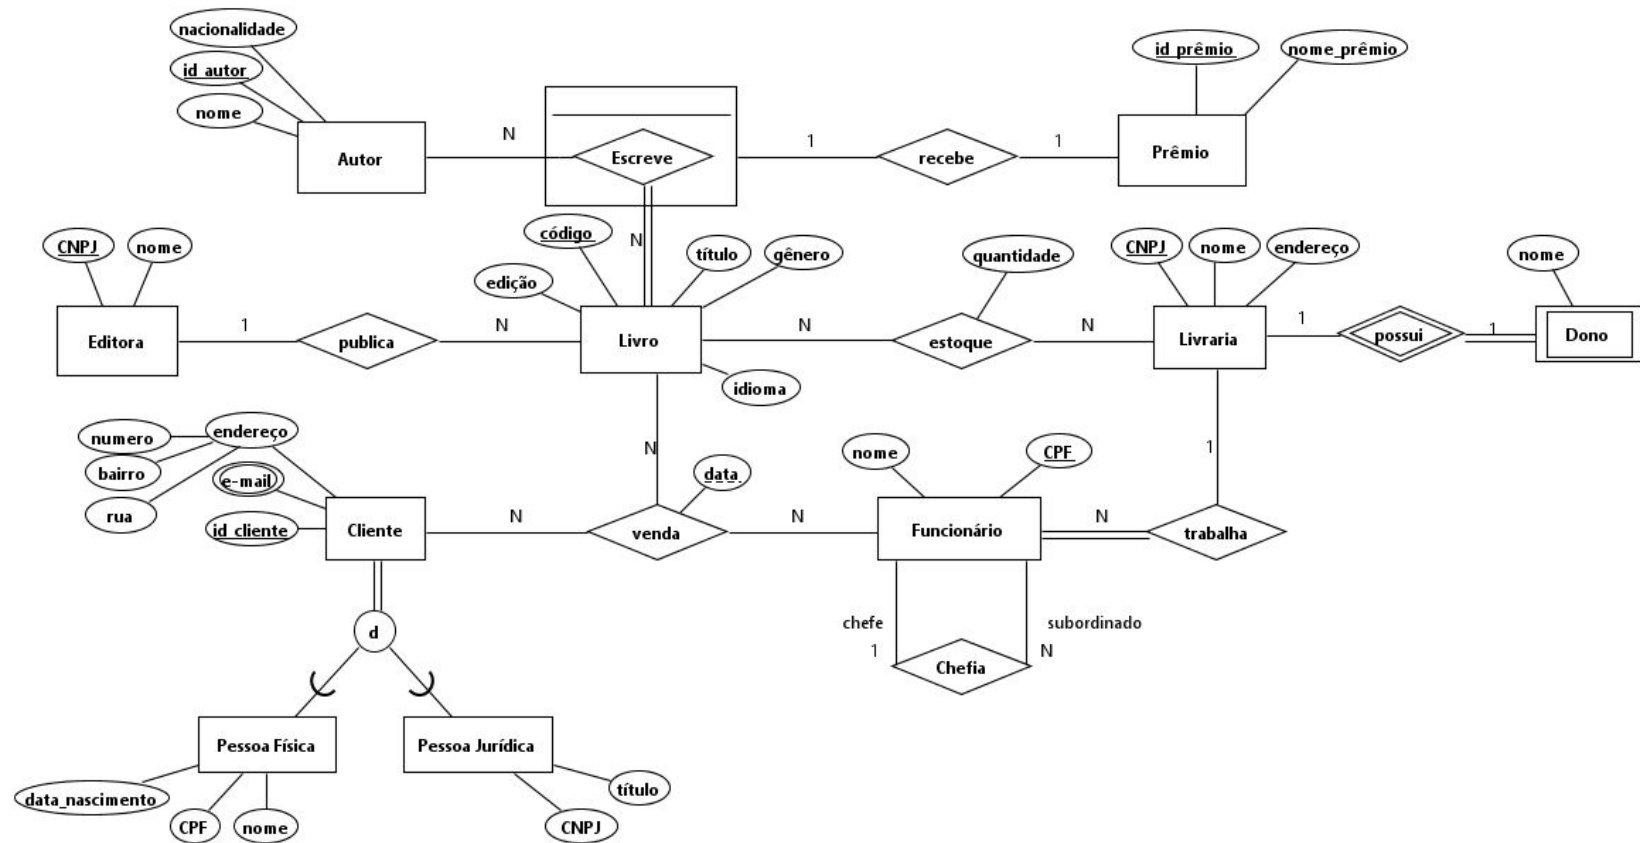 nacionalidade
id_autor
nome
id_prêmio
nome_prêmio
Autor
N
Escreve
1
recebe
1
Prêmio
CNPJ
nome
código
N
título
gênero
quantidade
CNPJ
nome
endereço
nome
edição
Editora
1
publica
N
Livro
N
estoque
N
Livraria
1
possui
1
Dono
idioma
numero
endereço
bairro
e-mail
rua
id_cliente
N
data
nome
CPF
1
Cliente
N
venda
N
Funcionário
N
trabalha
chefe
subordinado
1
Chefia
N
d
Pessoa Física
Pessoa Jurídica
data_nascimento
CPF
nome
título
CNPJ